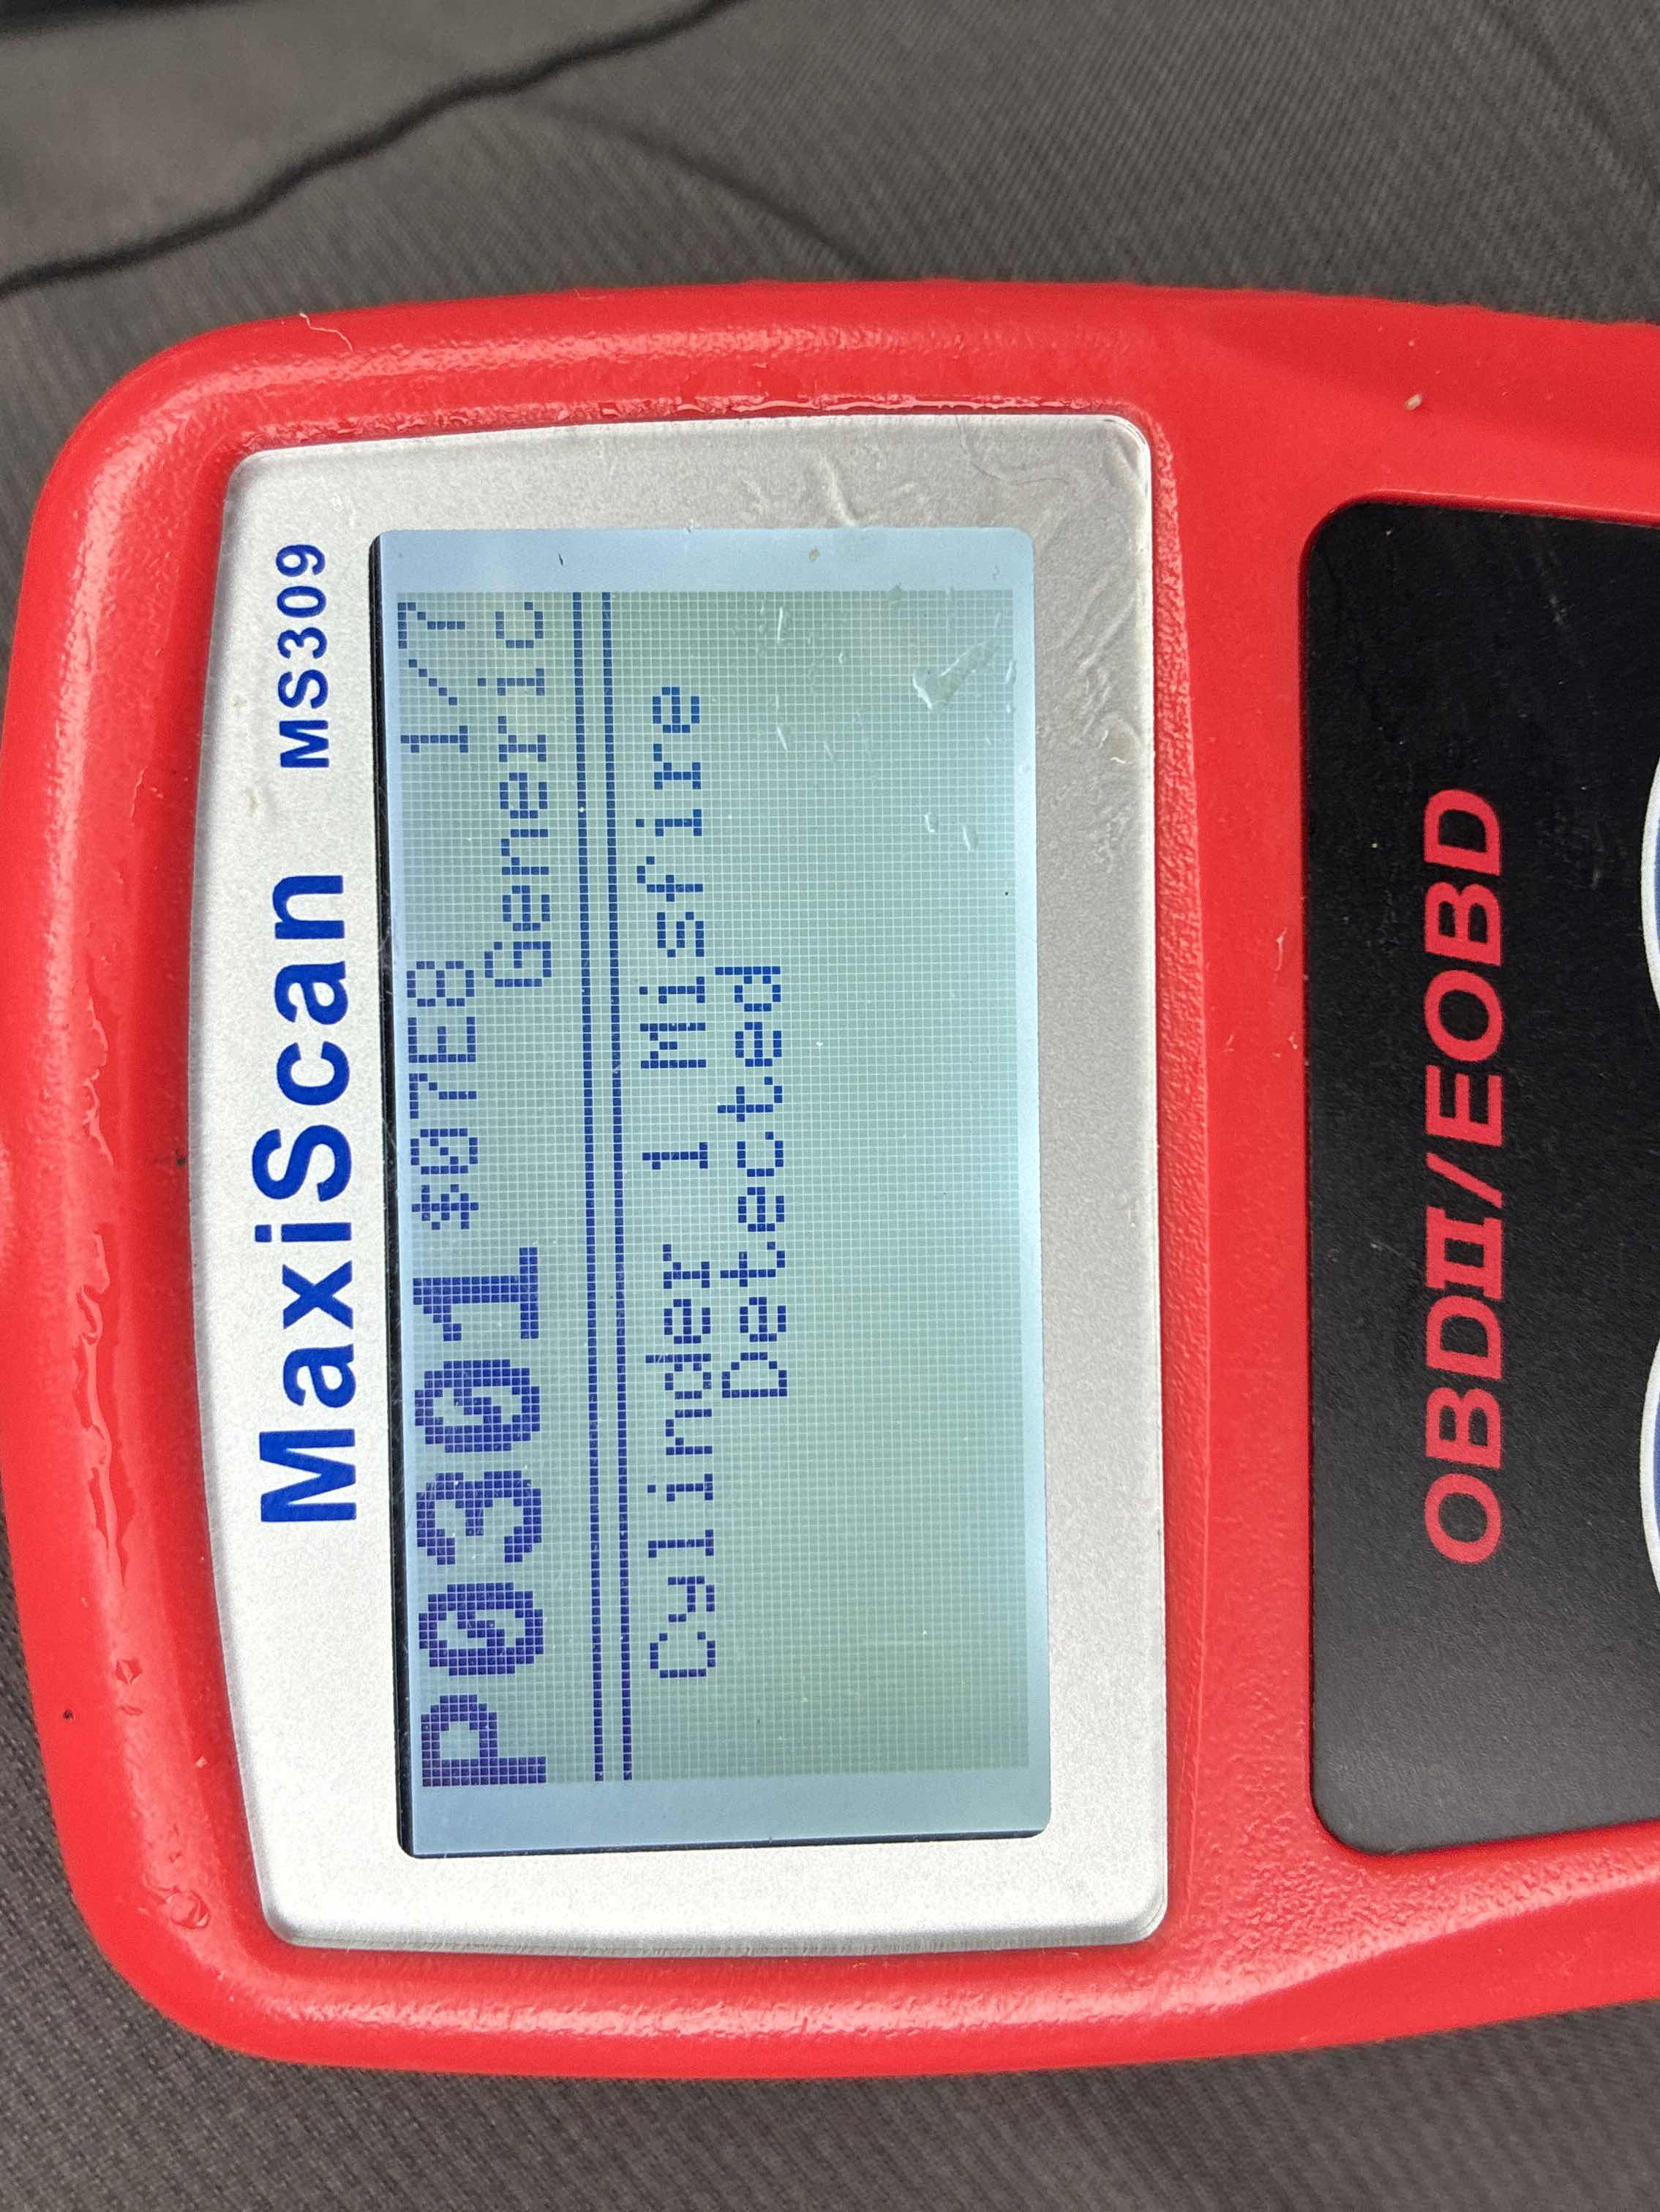 MaxiScan MS309
P0301 $07E8 1/7
Generic
Cylinder 1 Misfire
Detected
OBDII/EOBD